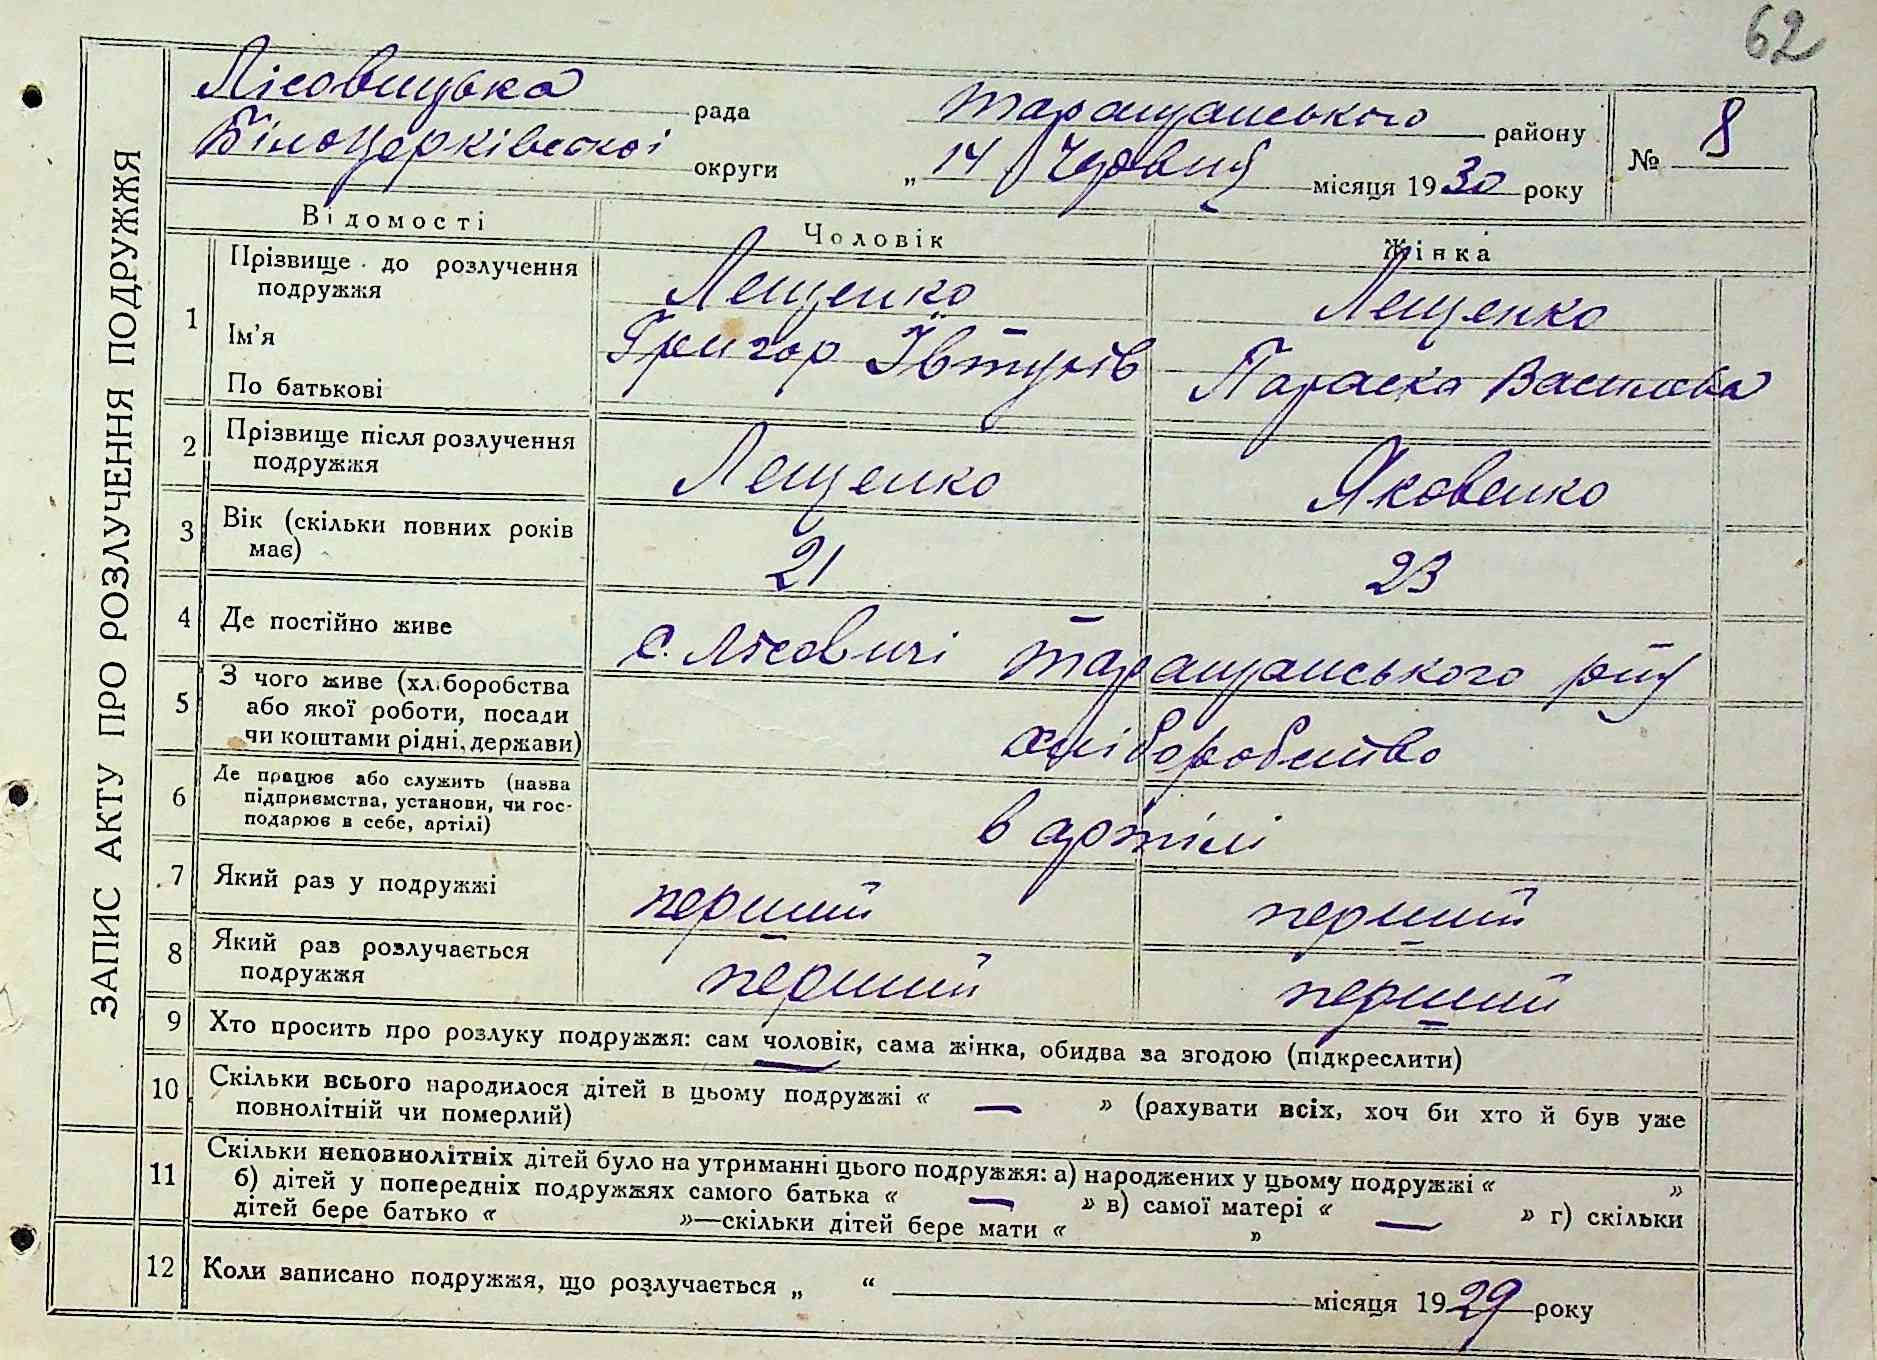 62
ЗАПИС АКТУ ПРО РОЗЛУЧЕННЯ ПОДРУЖЖЯ
Лісовицька рада Таращанського району № 8
Білоцерківської округи „ 14 Червня місяця 1930 року
Відомості Чоловік Жінка
1 Прізвище до розлучення подружжя Лещенко Лещенко
Ім'я Григор Івтухів Параска Васильовна
По батькові
2 Прізвище після розлучення подружжя Лещенко Яковенко
3 Вік (скільки повних років має) 21 23
4 Де постійно живе с. Лісовичі Таращанського р-ну
5 З чого живе (хліборобства
або якої роботи, посади
чи коштами рідні, держави) хліборобство
6 Де працює або служить (назва
підприємства, установи, чи гос-
подарює в себе, артілі) в артілі
7 Який раз у подружжі перший перший
8 Який раз розлучається подружжя перший перший
9 Хто просить про розлуку подружжя: сам чоловік, сама жінка, обидва за згодою (підкреслити)
10 Скільки всього народилося дітей в цьому подружжі « — » (рахувати всіх, хоч би хто й був уже
повнолітній чи померлий)
11 Скільки неповнолітніх дітей було на утриманні цього подружжя: а) народжених у цьому подружжі « »
б) дітей у попередніх подружжях самого батька « — » в) самої матері « — » г) скільки
дітей бере батько « »—скільки дітей бере мати « »
12 Коли записано подружжя, що розлучається „ “ місяця 1929 року